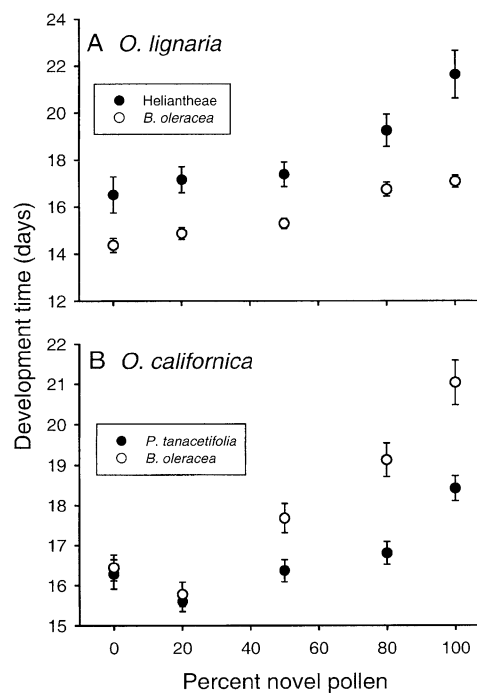 A O. lignaria
Heliantheae
B. oleracea
24
22
20
18
16
14
12
Development time (days)
B O. californica
P. tanacetifolia
B. oleracea
22
21
20
19
18
17
16
15
0 20 40 60 80 100
Percent novel pollen